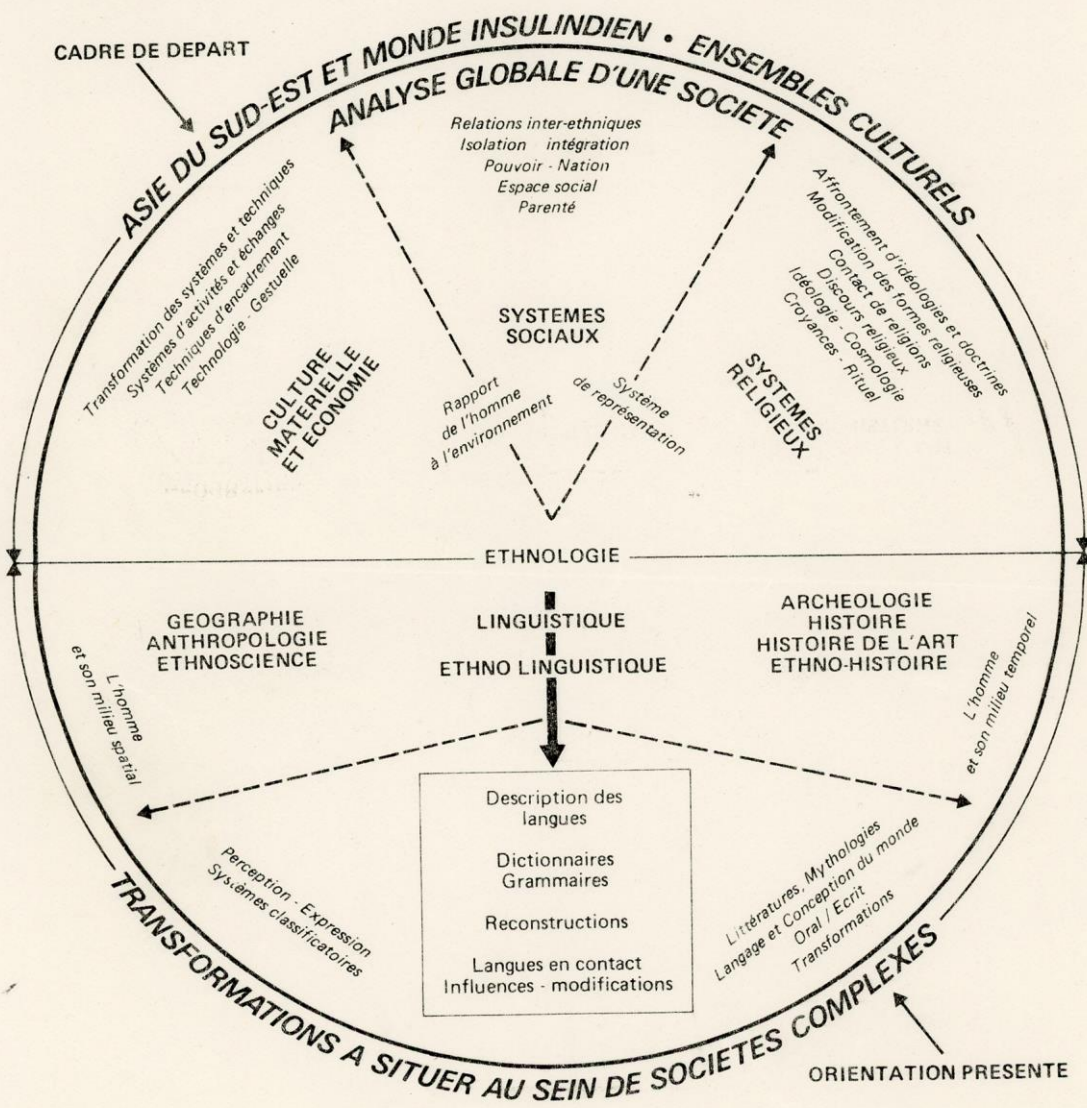 CADRE DE DEPART
ASIE DU SUD-EST ET MONDE INSULINDIEN • ENSEMBLES CULTURELS
ANALYSE GLOBALE D'UNE SOCIETE
Relations inter-ethniques
Isolation intégration
Pouvoir - Nation
Espace social
Parenté
Transformation des systèmes et techniques
Systèmes d'activités et échanges
Techniques d'encadrement
Technologie - Gestuelle
CULTURE
MATERIELLE
ET ECONOMIE
Rapport
de l'homme
à l'environnement
SYSTEMES
SOCIAUX
Système
de représentation
SYSTEMES
RELIGIEUX
Affrontement d'idéologies et doctrines
Modification des formes religieuses
Contact de religions
Discours religieux
Idéologie - Cosmologie
Croyances - Rituel
ETHNOLOGIE
GEOGRAPHIE
ANTHROPOLOGIE
ETHNOSCIENCE
LINGUISTIQUE
ETHNO LINGUISTIQUE
ARCHEOLOGIE
HISTOIRE
HISTOIRE DE L'ART
ETHNO-HISTOIRE
L'homme
et son milieu spatial
L'homme
et son milieu temporel
Perception - Expression
Systèmes classificatoires
Description des
langues
Dictionnaires
Grammaires
Reconstructions
Langues en contact
Influences - modifications
Littératures, Mythologies
Langage et Conception du monde
Oral / Ecrit
Transformations
TRANSFORMATIONS A SITUER AU SEIN DE SOCIETES COMPLEXES
ORIENTATION PRESENTE